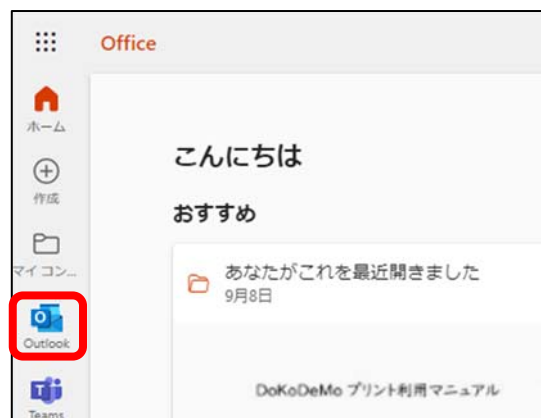 Office
ホーム
作成
マイ コン...
Outlook
Teams
こんにちは
おすすめ
あなたがこれを最近開きました
9月8日
DoKoDeMo プリント利用マニュアル